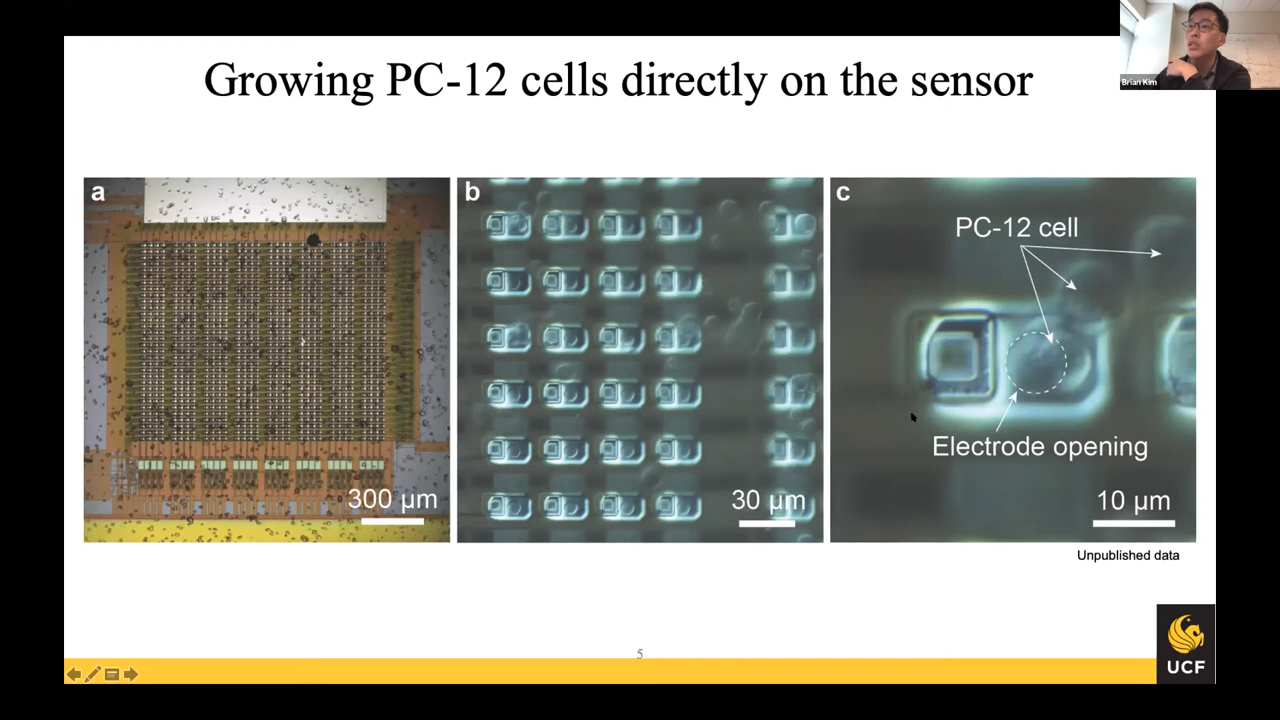 Brian Kim
Growing PC-12 cells directly on the sensor
a
b
c
PC-12 cell
Electrode opening
300 μm
30 μm
10 μm
Unpublished data
5
UCF